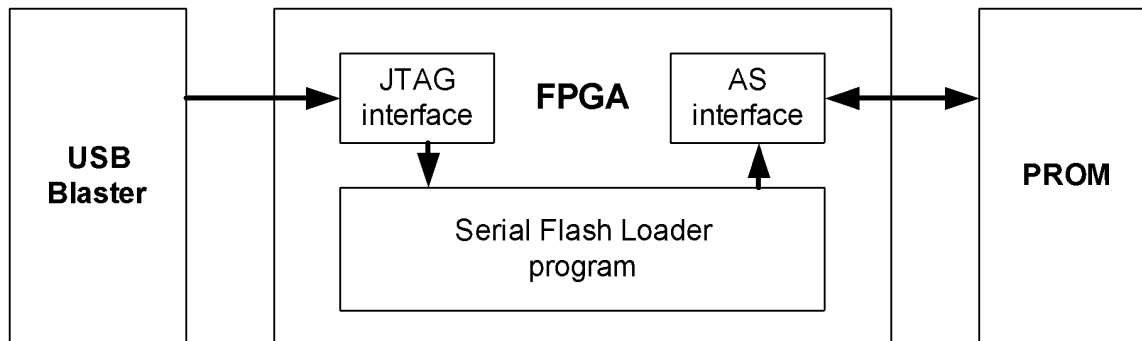 USB
Blaster
JTAG
interface
FPGA
AS
interface
Serial Flash Loader
program
PROM